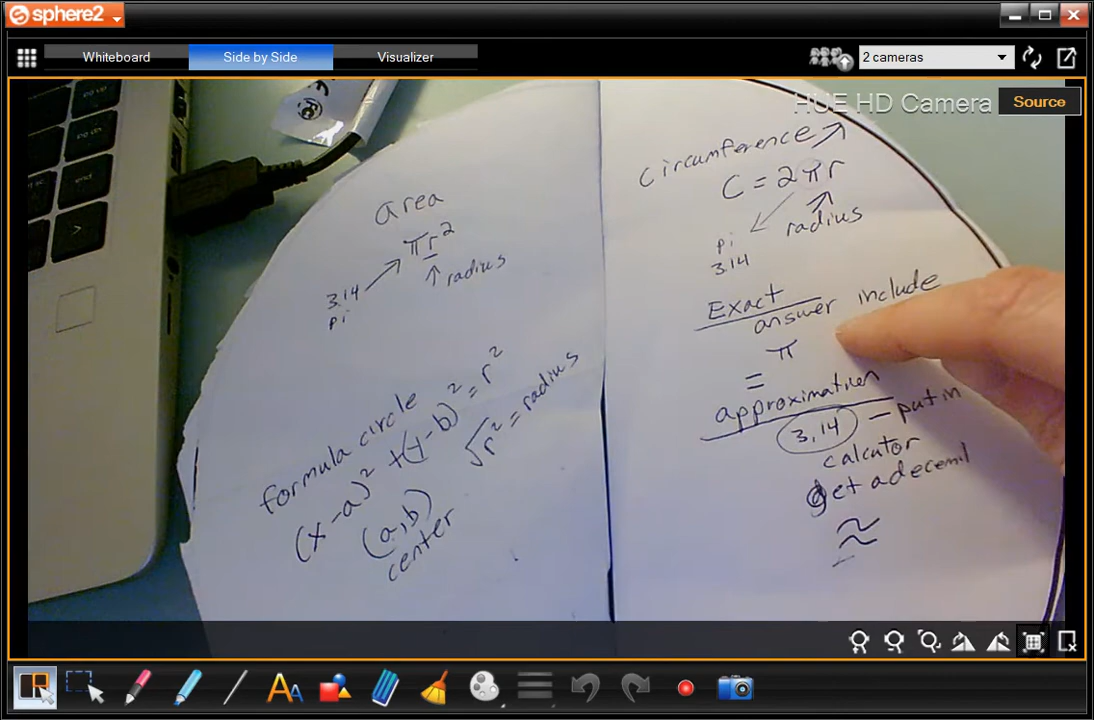 sphere2
Whiteboard
Side by Side
Visualizer
2 cameras
HUE HD Camera
Source
area
πr²
3.14
pi
radius
formula circle
(x-a)² + (y-b)² = r²
√r² = radius
(a,b)
center
Circumference
C = 2πr
pi
3.14
radius
Exact
answer include
π
=
approximation
3.14 – put in
calcutor
get a decemil
≈